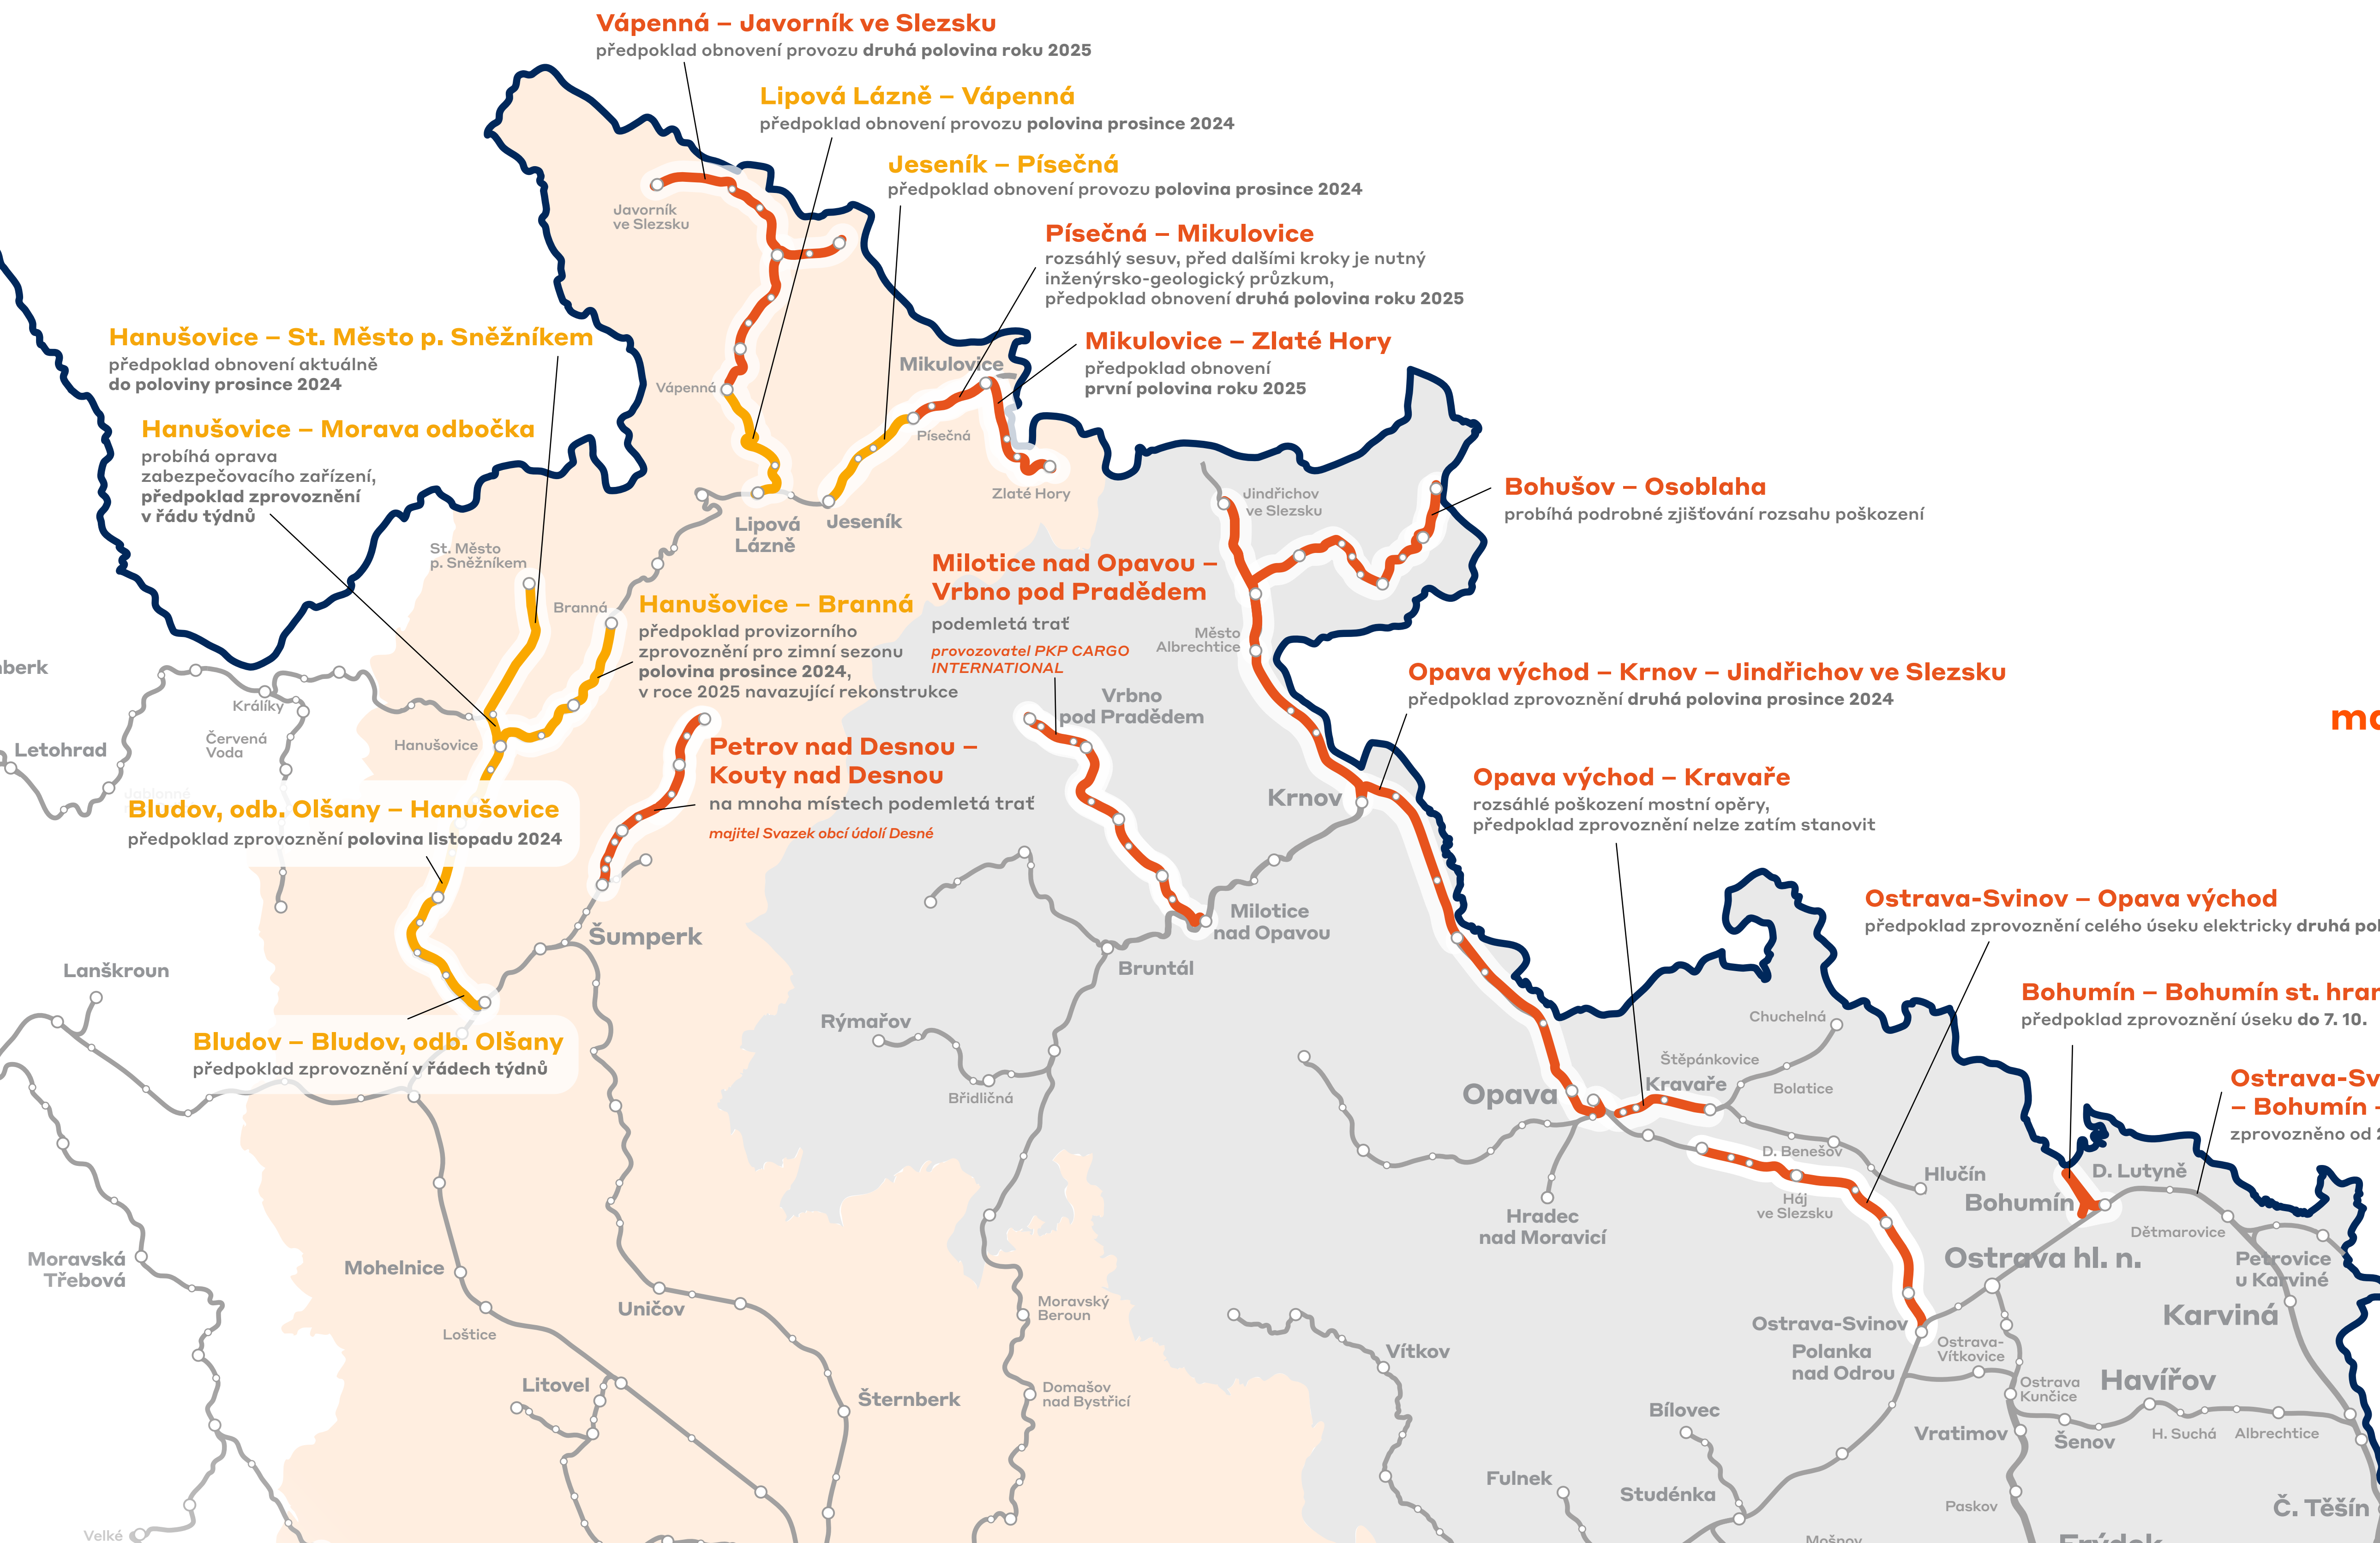 Vápenná – Javorník ve Slezsku
předpoklad obnovení provozu druhá polovina roku 2025
Lipová Lázně – Vápenná
předpoklad obnovení provozu polovina prosince 2024
Jeseník – Písečná
předpoklad obnovení provozu polovina prosince 2024
Písečná – Mikulovice
rozsáhlý sesuv, před dalšími kroky je nutný
inženýrsko-geologický průzkum,
předpoklad obnovení druhá polovina roku 2025
Mikulovice – Zlaté Hory
předpoklad obnovení
první polovina roku 2025
Hanušovice – St. Město p. Sněžníkem
předpoklad obnovení aktuálně
do poloviny prosince 2024
Hanušovice – Morava odbočka
probíhá oprava
zabezpečovacího zařízení,
předpoklad zprovoznění
v řádu týdnů
Javorník
ve Slezsku
Vápenná
Mikulovice
Písečná
Zlaté Hory
Lipová
Lázně
Jeseník
St. Město
p. Sněžníkem
Branná
Hanušovice – Branná
předpoklad provizorního
zprovoznění pro zimní sezonu
polovina prosince 2024,
v roce 2025 navazující rekonstrukce
Milotice nad Opavou –
Vrbno pod Pradědem
podemletá trať
provozovatel PKP CARGO
INTERNATIONAL
Vrbno
pod Pradědem
Jindřichov
ve Slezsku
Bohušov – Osoblaha
probíhá podrobné zjišťování rozsahu poškození
Město
Albrechtice
Opava východ – Krnov – Jindřichov ve Slezsku
předpoklad zprovoznění druhá polovina prosince 2024
mo
Opava východ – Kravaře
rozsáhlé poškození mostní opěry,
předpoklad zprovoznění nelze zatím stanovit
Krnov
berk
Letohrad
Králíky
Červená
Voda
Hanušovice
Petrov nad Desnou –
Kouty nad Desnou
na mnoha místech podemletá trať
majitel Svazek obcí údolí Desné
Bludov, odb. Olšany – Hanušovice
předpoklad zprovoznění polovina listopadu 2024
Šumperk
Milotice
nad Opavou
Bruntál
Ostrava-Svinov – Opava východ
předpoklad zprovoznění celého úseku elektricky druhá pol
Bohumín – Bohumín st. hran
předpoklad zprovoznění úseku do 7. 10.
Ostrava-Sv
– Bohumín –
zprovozněno od 2
Lanškroun
Bludov – Bludov, odb. Olšany
předpoklad zprovoznění v řádech týdnů
Rýmařov
Břidličná
Opava
Chuchelná
Štěpánkovice
Kravaře
Bolatice
D. Benešov
Hlučín
Háj
ve Slezsku
Hradec
nad Moravicí
Bohumín
D. Lutyně
Dětmarovice
Petrovice
u Karviné
Ostrava hl. n.
Karviná
Moravská
Třebová
Mohelnice
Loštice
Uničov
Moravský
Beroun
Litovel
Šternberk
Domašov
nad Bystřicí
Vítkov
Ostrava-Svinov
Polanka
nad Odrou
Ostrava-
Vítkovice
Ostrava
Kunčice
Havířov
Bílovec
Vratimov
Šenov
H. Suchá
Albrechtice
Fulnek
Studénka
Paskov
Č. Těšín
Velké
Mošnov
Frýdek